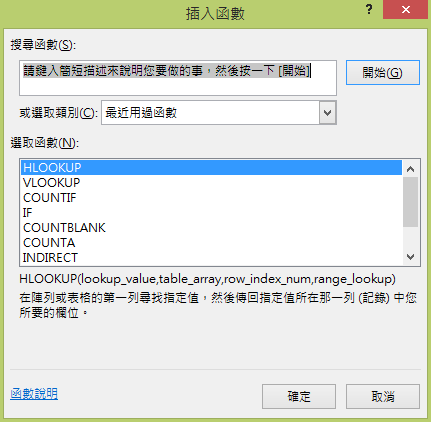 插入函數
?
搜尋函數(S):
請鍵入簡短描述來說明您要做的事，然後按一下 [開始]
開始(G)
或選取類別(C): 最近用過函數
選取函數(N):
HLOOKUP
VLOOKUP
COUNTIF
IF
COUNTBLANK
COUNTA
INDIRECT
HLOOKUP(lookup_value,table_array,row_index_num,range_lookup)
在陣列或表格的第一列尋找指定值，然後傳回指定值所在那一列 (記錄) 中您
所要的欄位。
函數說明
確定
取消